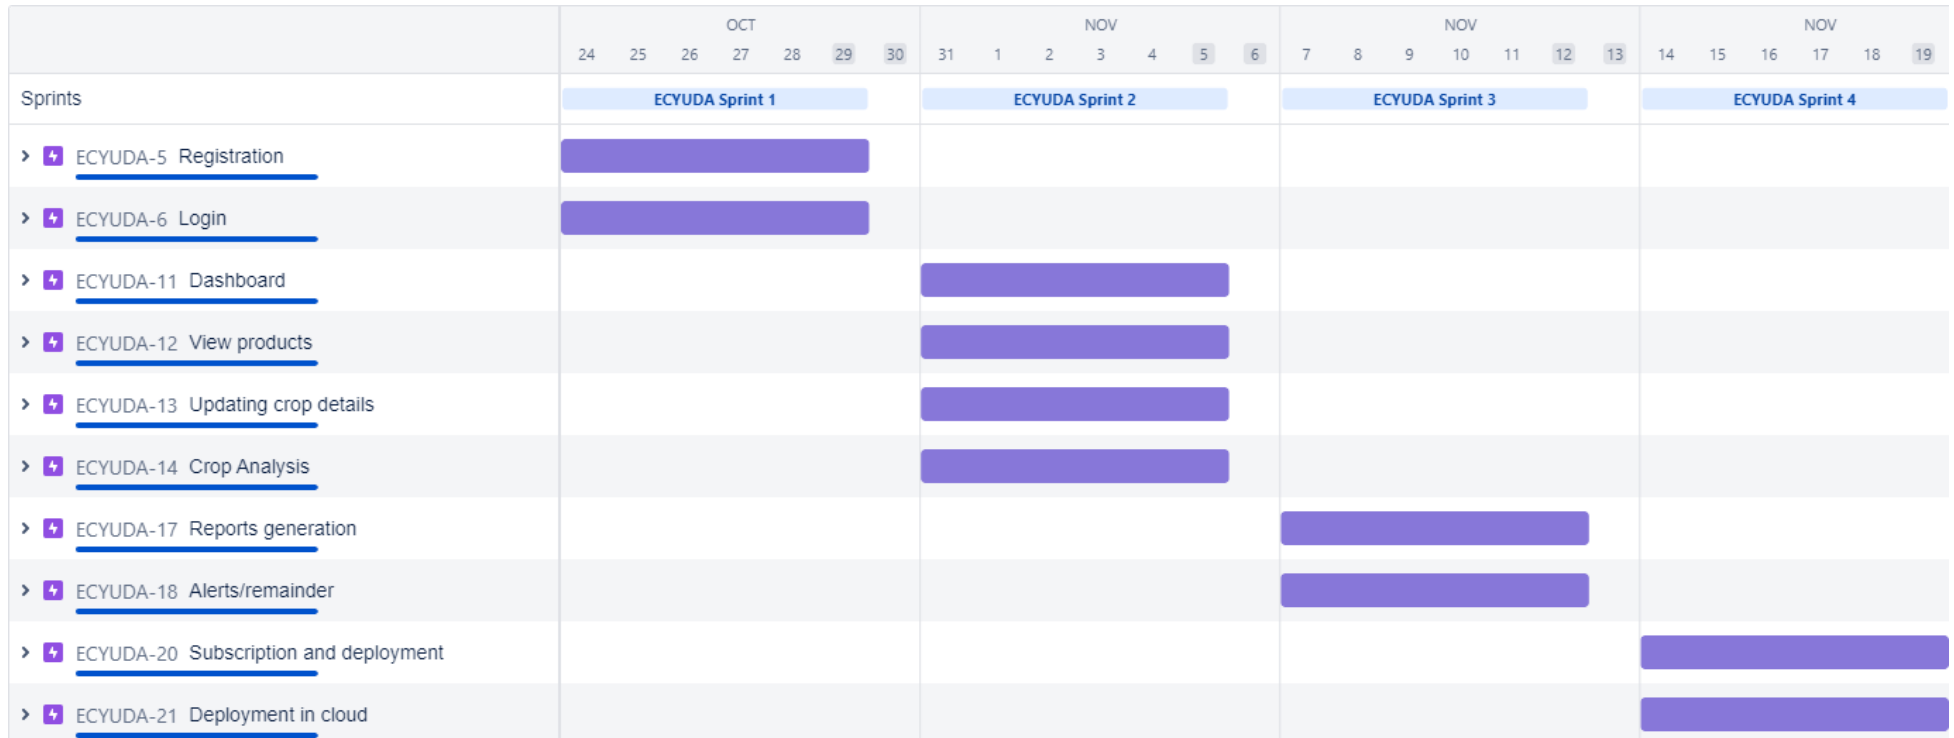 OCT NOV NOV NOV
24 25 26 27 28 29 30 31 1 2 3 4 5 6 7 8 9 10 11 12 13 14 15 16 17 18 19
Sprints ECYUDA Sprint 1 ECYUDA Sprint 2 ECYUDA Sprint 3 ECYUDA Sprint 4
ECYUDA-5 Registration
ECYUDA-6 Login
ECYUDA-11 Dashboard
ECYUDA-12 View products
ECYUDA-13 Updating crop details
ECYUDA-14 Crop Analysis
ECYUDA-17 Reports generation
ECYUDA-18 Alerts/remainder
ECYUDA-20 Subscription and deployment
ECYUDA-21 Deployment in cloud